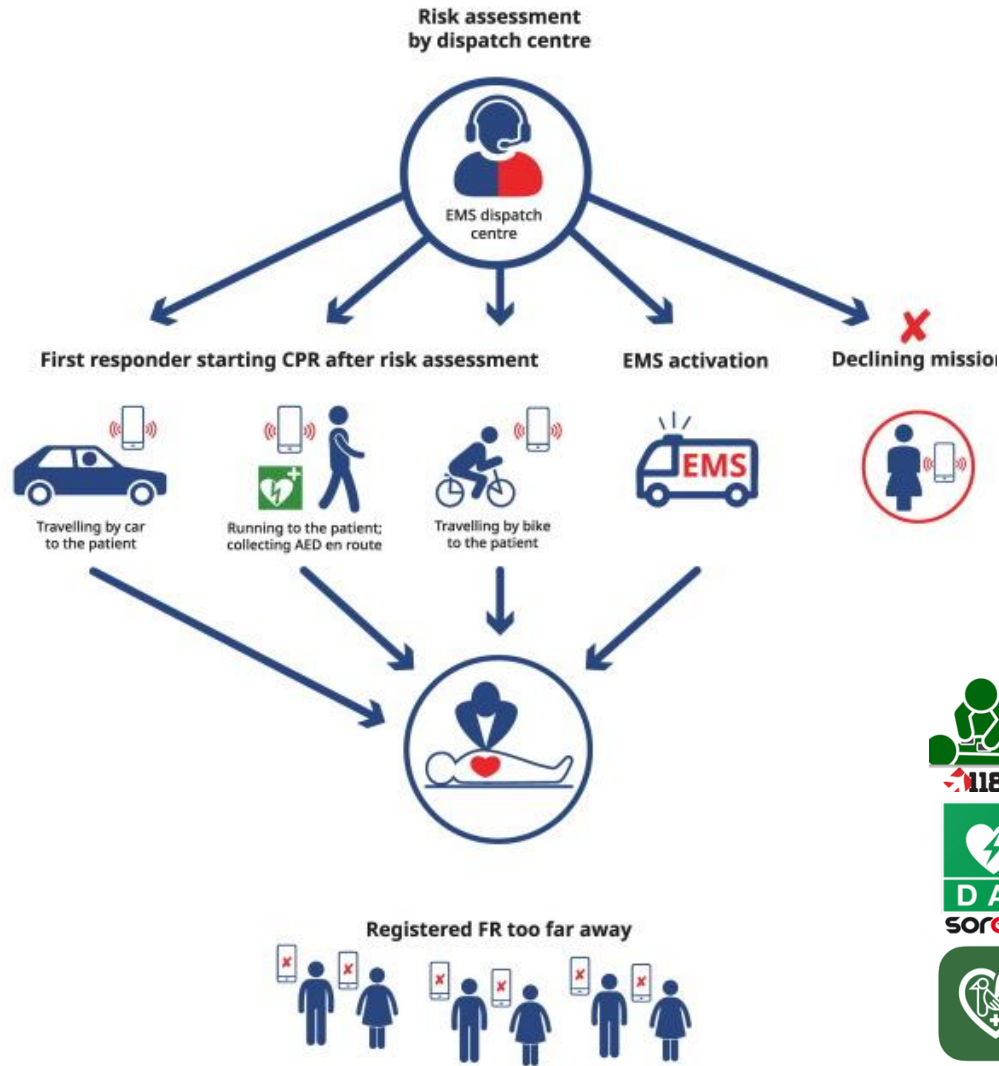 Risk assessment
by dispatch centre
EMS dispatch
centre
First responder starting CPR after risk assessment
EMS activation
Declining mission
EMS
Travelling by car
to the patient
Running to the patient;
collecting AED en route
Travelling by bike
to the patient
118
D A
Registered FR too far away